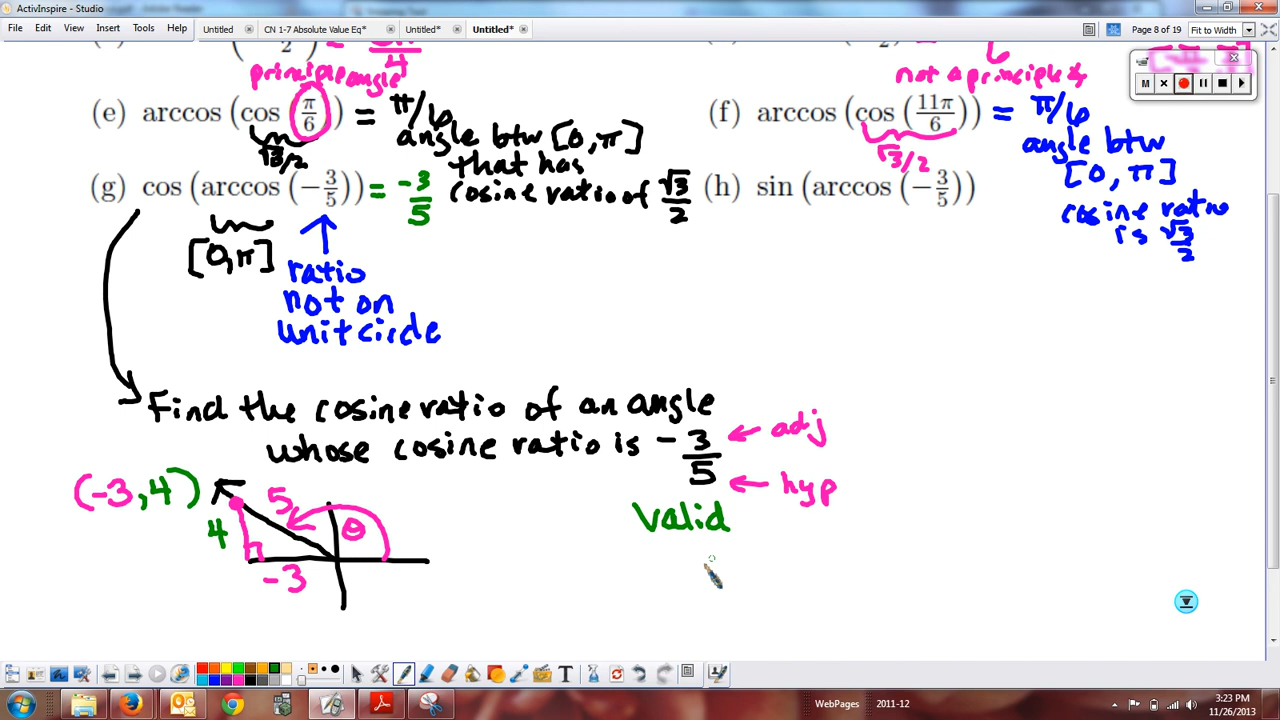 ActivInspire - Studio
File Edit View Insert Tools Help
Untitled
CN 1-7 Absolute Value Eq*
Untitled*
Untitled*
Page 8 of 19
Fit to Width
principle angle
not a principle ∡
(e) arccos (cos (π/6)) = π/6
√3/2
angle btw [0, π]
that has
cosine ratio of √3/2
(f) arccos (cos (11π/6)) = π/6
√3/2
angle btw
[0, π]
cosine ratio
is √3/2
(g) cos (arccos (−3/5)) = -3/5
[0,π]
ratio
not on
unit circle
(h) sin (arccos (−3/5))
Find the cosine ratio of an angle
whose cosine ratio is -3/5
← adj
← hyp
valid
(-3,4)
5
θ
4
-3
WebPages
2011-12
3:23 PM
11/26/2013